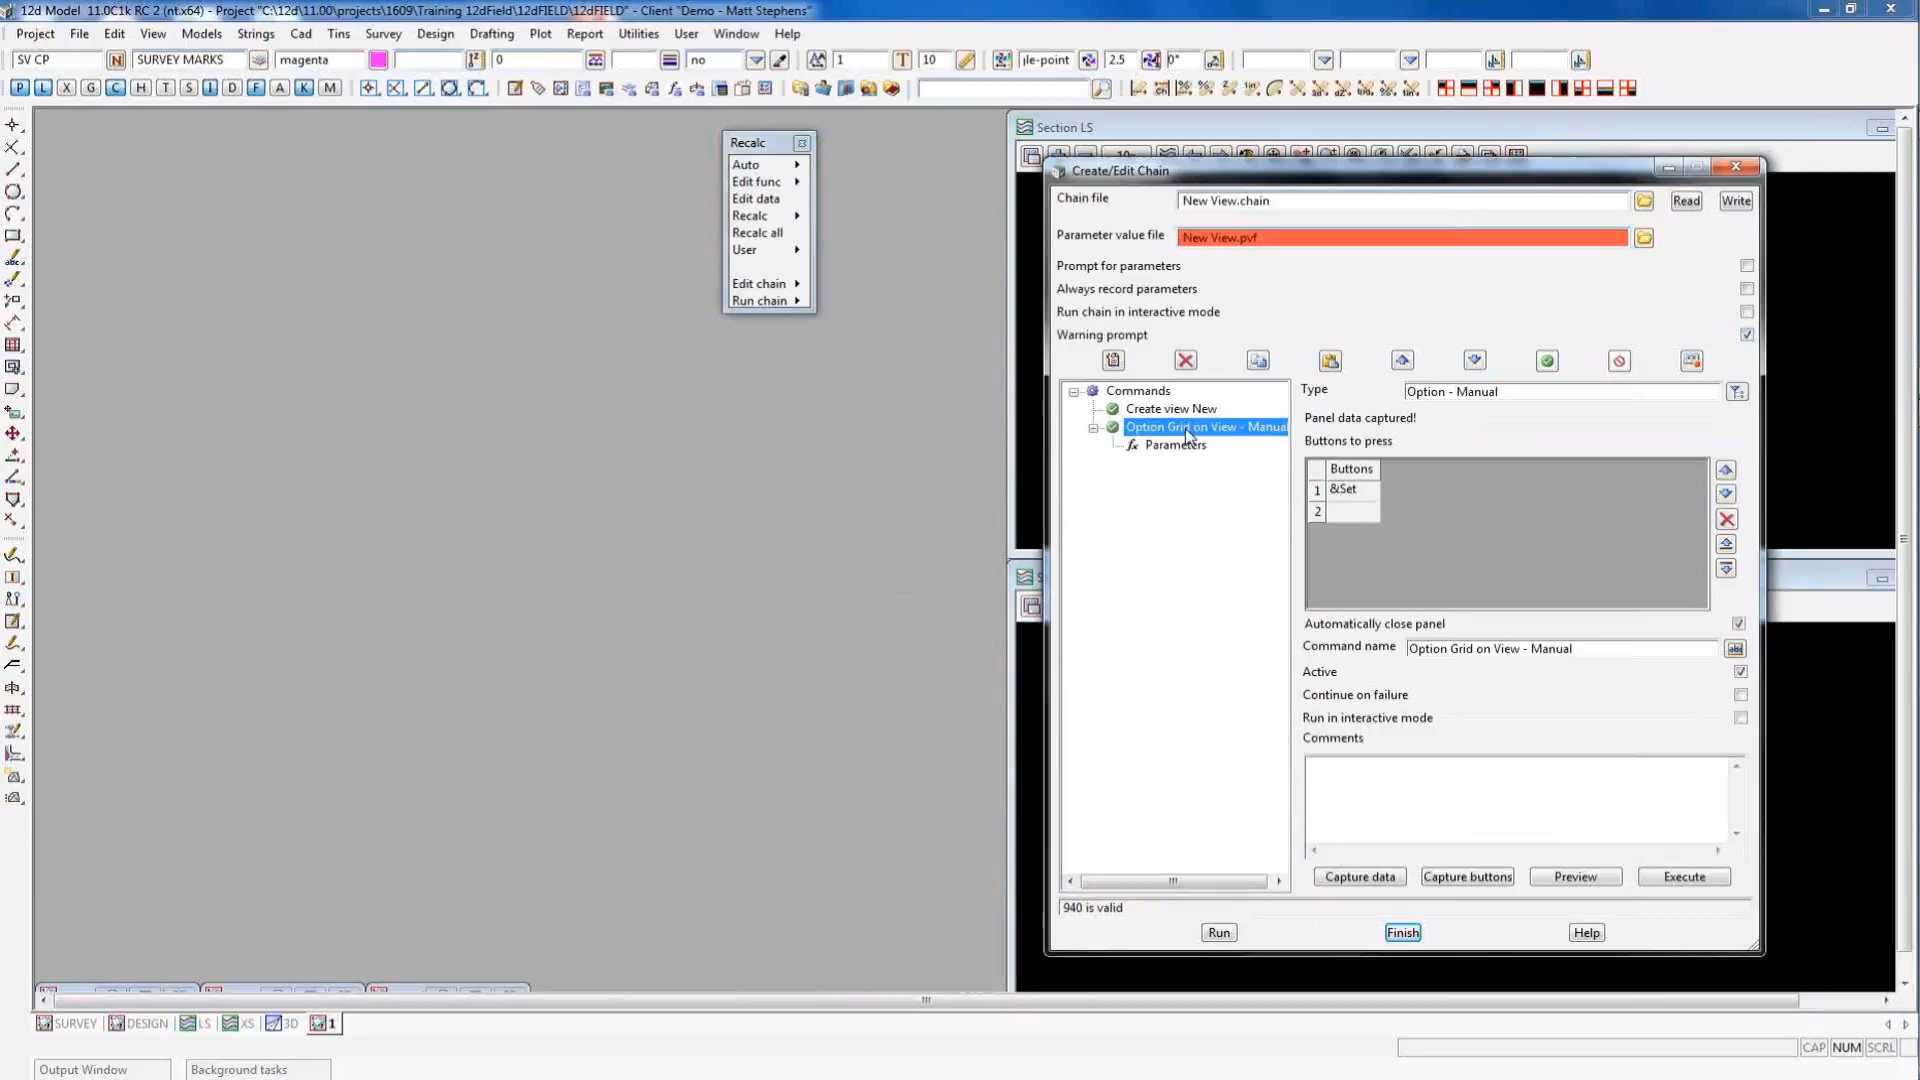 12d Model 11.0C1k RC 2 (nt.x64) - Project "C:\12d\11.00\projects\1609\Training 12dField\12dFIELD\12dFIELD" - Client "Demo - Matt Stephens"
Project File Edit View Models Strings Cad Tins Survey Design Drafting Plot Report Utilities User Window Help
SV CP N SURVEY MARKS magenta 0 no 1 T 10 2.5 0°
P L X G C H T S I D F A K M
Section LS
Recalc
Auto
Edit func
Edit data
Recalc
Recalc all
User
Edit chain
Run chain
Create/Edit Chain
Chain file New View.chain Read Write
Parameter value file New View.pvf
Prompt for parameters
Always record parameters
Run chain in interactive mode
Warning prompt
Commands
Create view New
Option Grid on View - Manual
Parameters
Type Option - Manual
Panel data captured!
Buttons to press
Buttons
1 &Set
2
Automatically close panel
Command name Option Grid on View - Manual
Active
Continue on failure
Run in interactive mode
Comments
Capture data Capture buttons Preview Execute
940 is valid
Run Finish Help
SURVEY DESIGN LS XS 3D 1
CAP NUM SCRL
Output Window Background tasks